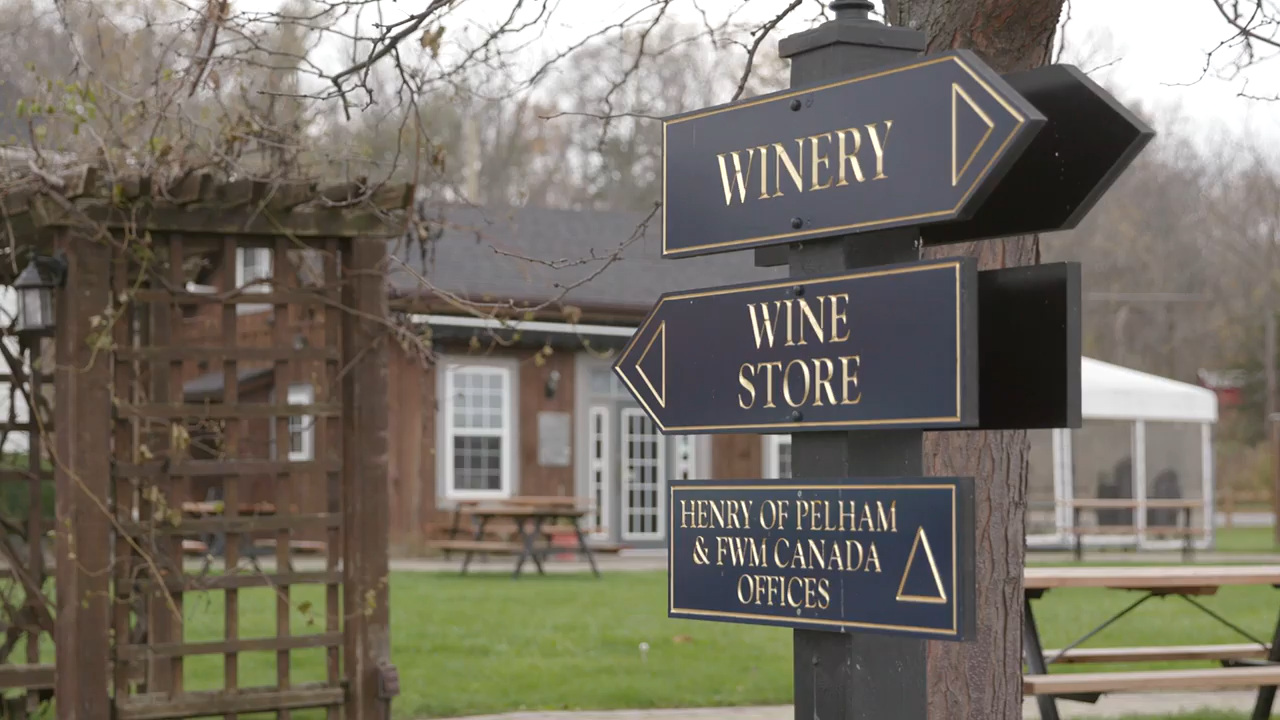 WINERY
WINE
STORE
HENRY OF PELHAM
& FWM CANADA
OFFICES